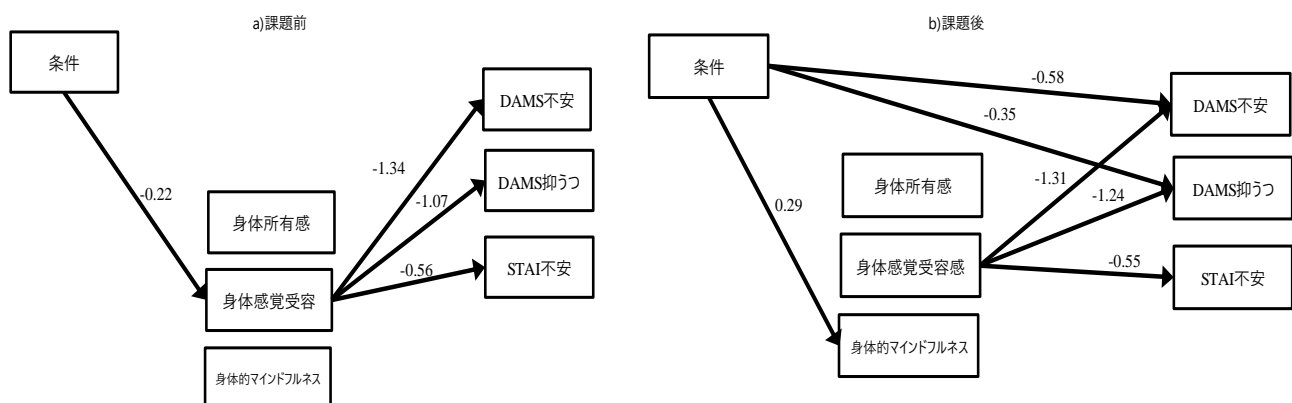 a)課題前
条件
DAMS不安
-1.34
DAMS抑うつ
-1.07
-0.22
身体所有感
-0.56
STAI不安
身体感覚受容
身体的マインドフルネス
b)課題後
条件
-0.58
DAMS不安
-0.35
身体所有感
-1.31
DAMS抑うつ
-1.24
0.29
身体感覚受容感
-0.55
STAI不安
身体的マインドフルネス